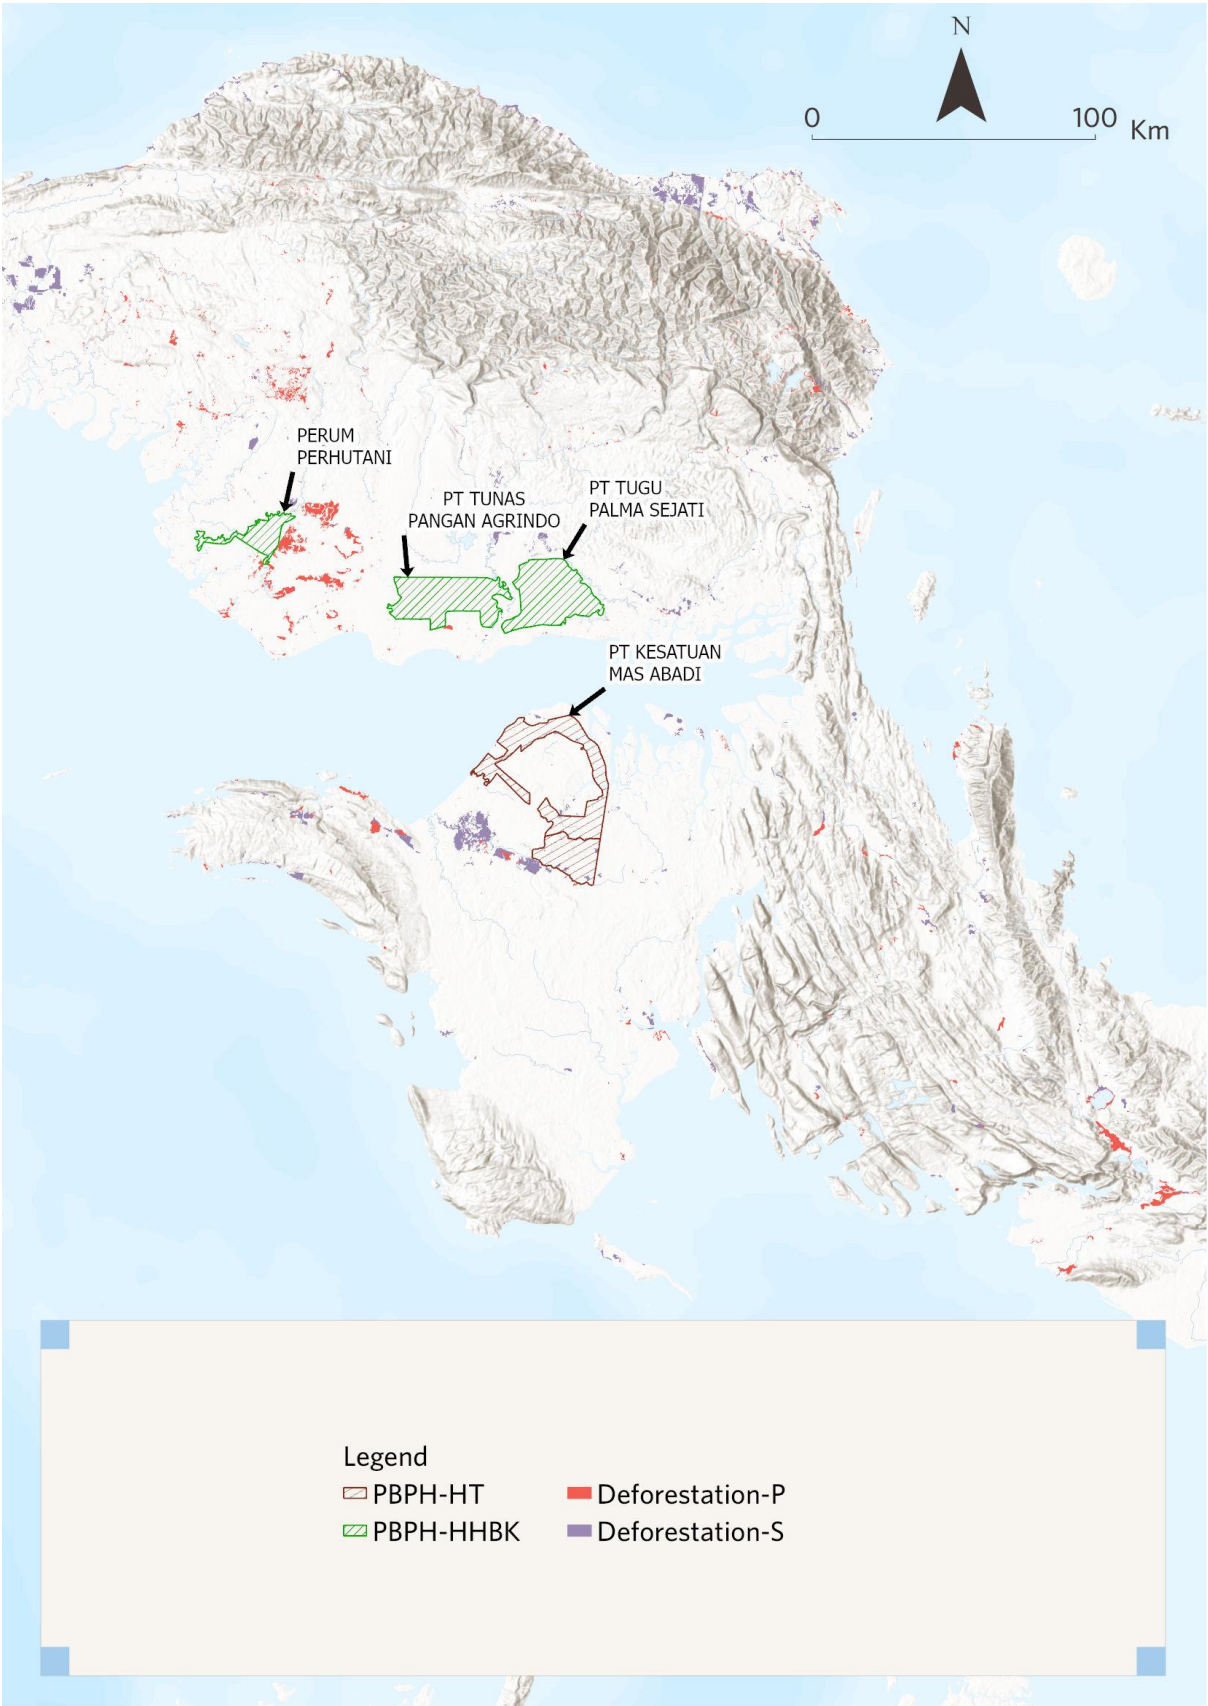 N
0 100 Km
PERUM
PERHUTANI
PT TUNAS
PANGAN AGRINDO
PT TUGU
PALMA SEJATI
PT KESATUAN
MAS ABADI
Legend
PBPH-HT
PBPH-HHBK
Deforestation-P
Deforestation-S